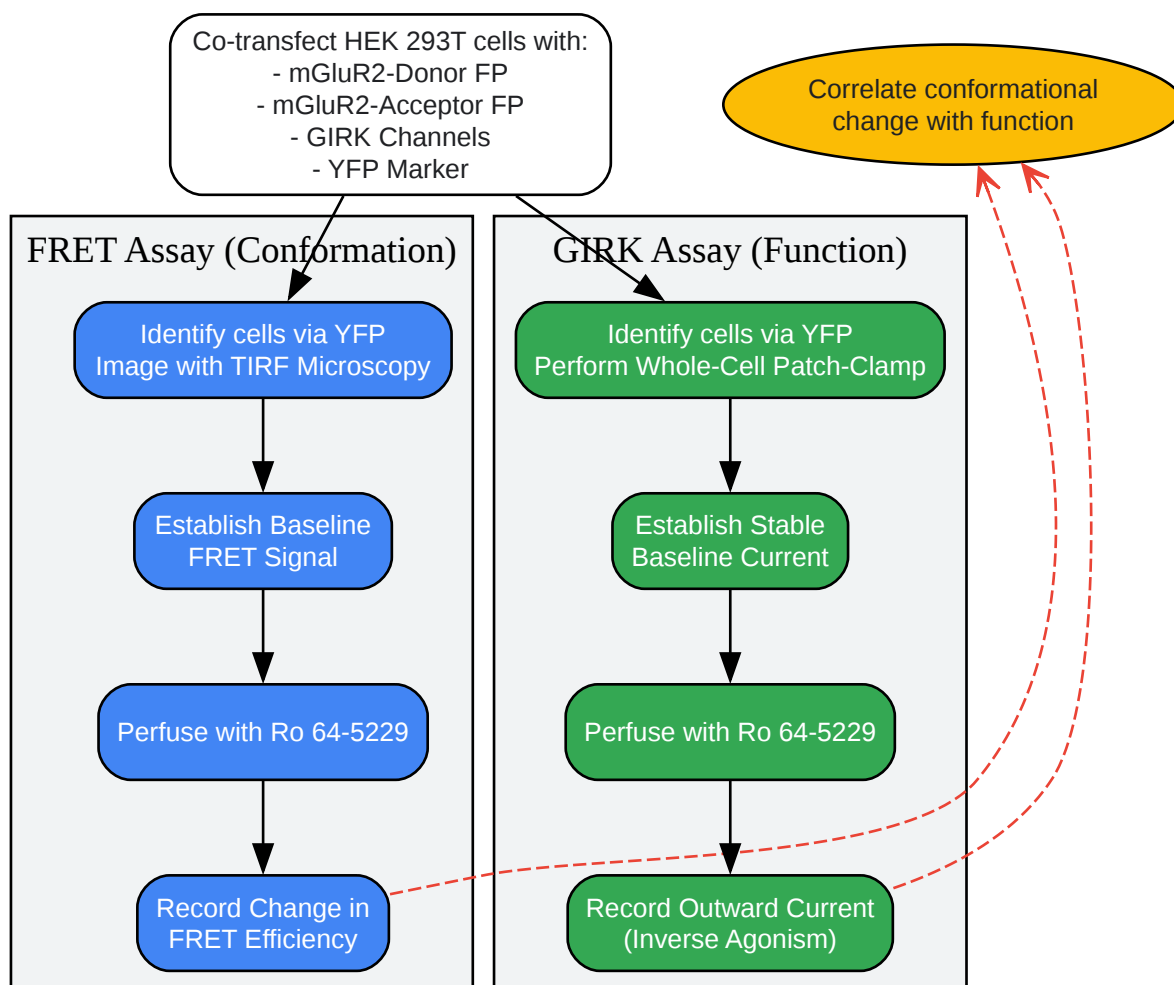 Co-transfect HEK 293T cells with:
- mGluR2-Donor FP
- mGluR2-Acceptor FP
- GIRK Channels
- YFP Marker
Correlate conformational
change with function
FRET Assay (Conformation)
Identify cells via YFP
Image with TIRF Microscopy
Establish Baseline
FRET Signal
Perfuse with Ro 64-5229
Record Change in
FRET Efficiency
GIRK Assay (Function)
Identify cells via YFP
Perform Whole-Cell Patch-Clamp
Establish Stable
Baseline Current
Perfuse with Ro 64-5229
Record Outward Current
(Inverse Agonism)